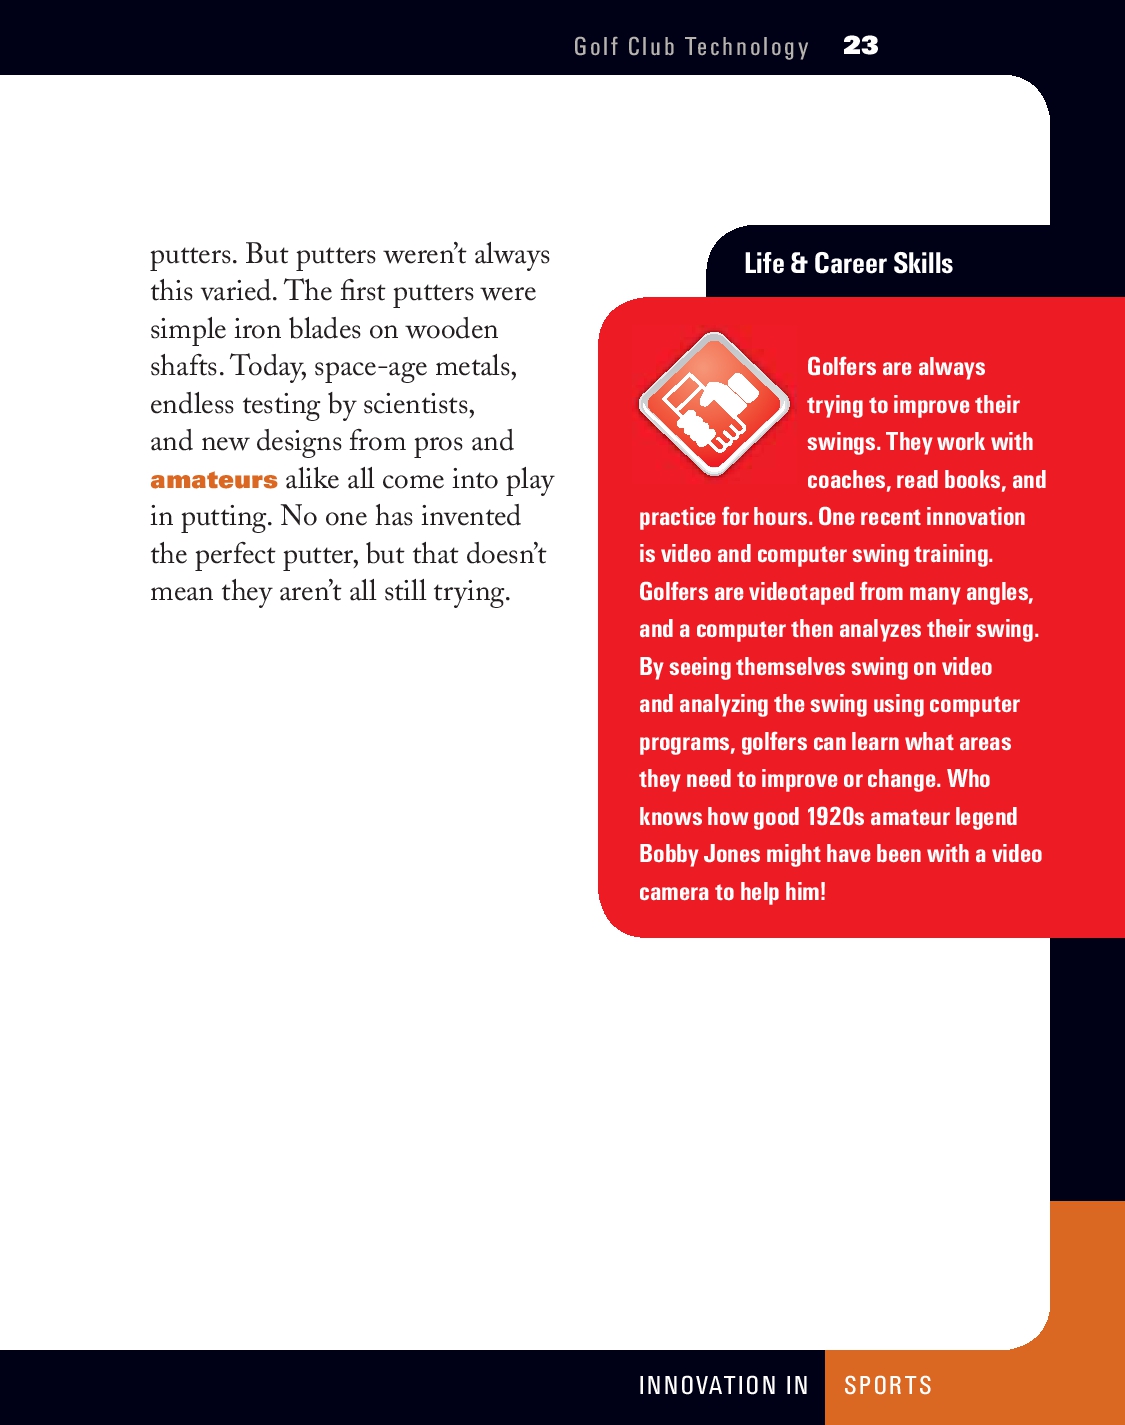 Golf Club Technology 23
putters. But putters weren’t always
this varied. The first putters were
simple iron blades on wooden
shafts. Today, space-age metals,
endless testing by scientists,
and new designs from pros and
amateurs alike all come into play
in putting. No one has invented
the perfect putter, but that doesn’t
mean they aren’t all still trying.
Life & Career Skills
Golfers are always
trying to improve their
swings. They work with
coaches, read books, and
practice for hours. One recent innovation
is video and computer swing training.
Golfers are videotaped from many angles,
and a computer then analyzes their swing.
By seeing themselves swing on video
and analyzing the swing using computer
programs, golfers can learn what areas
they need to improve or change. Who
knows how good 1920s amateur legend
Bobby Jones might have been with a video
camera to help him!
INNOVATION IN SPORTS